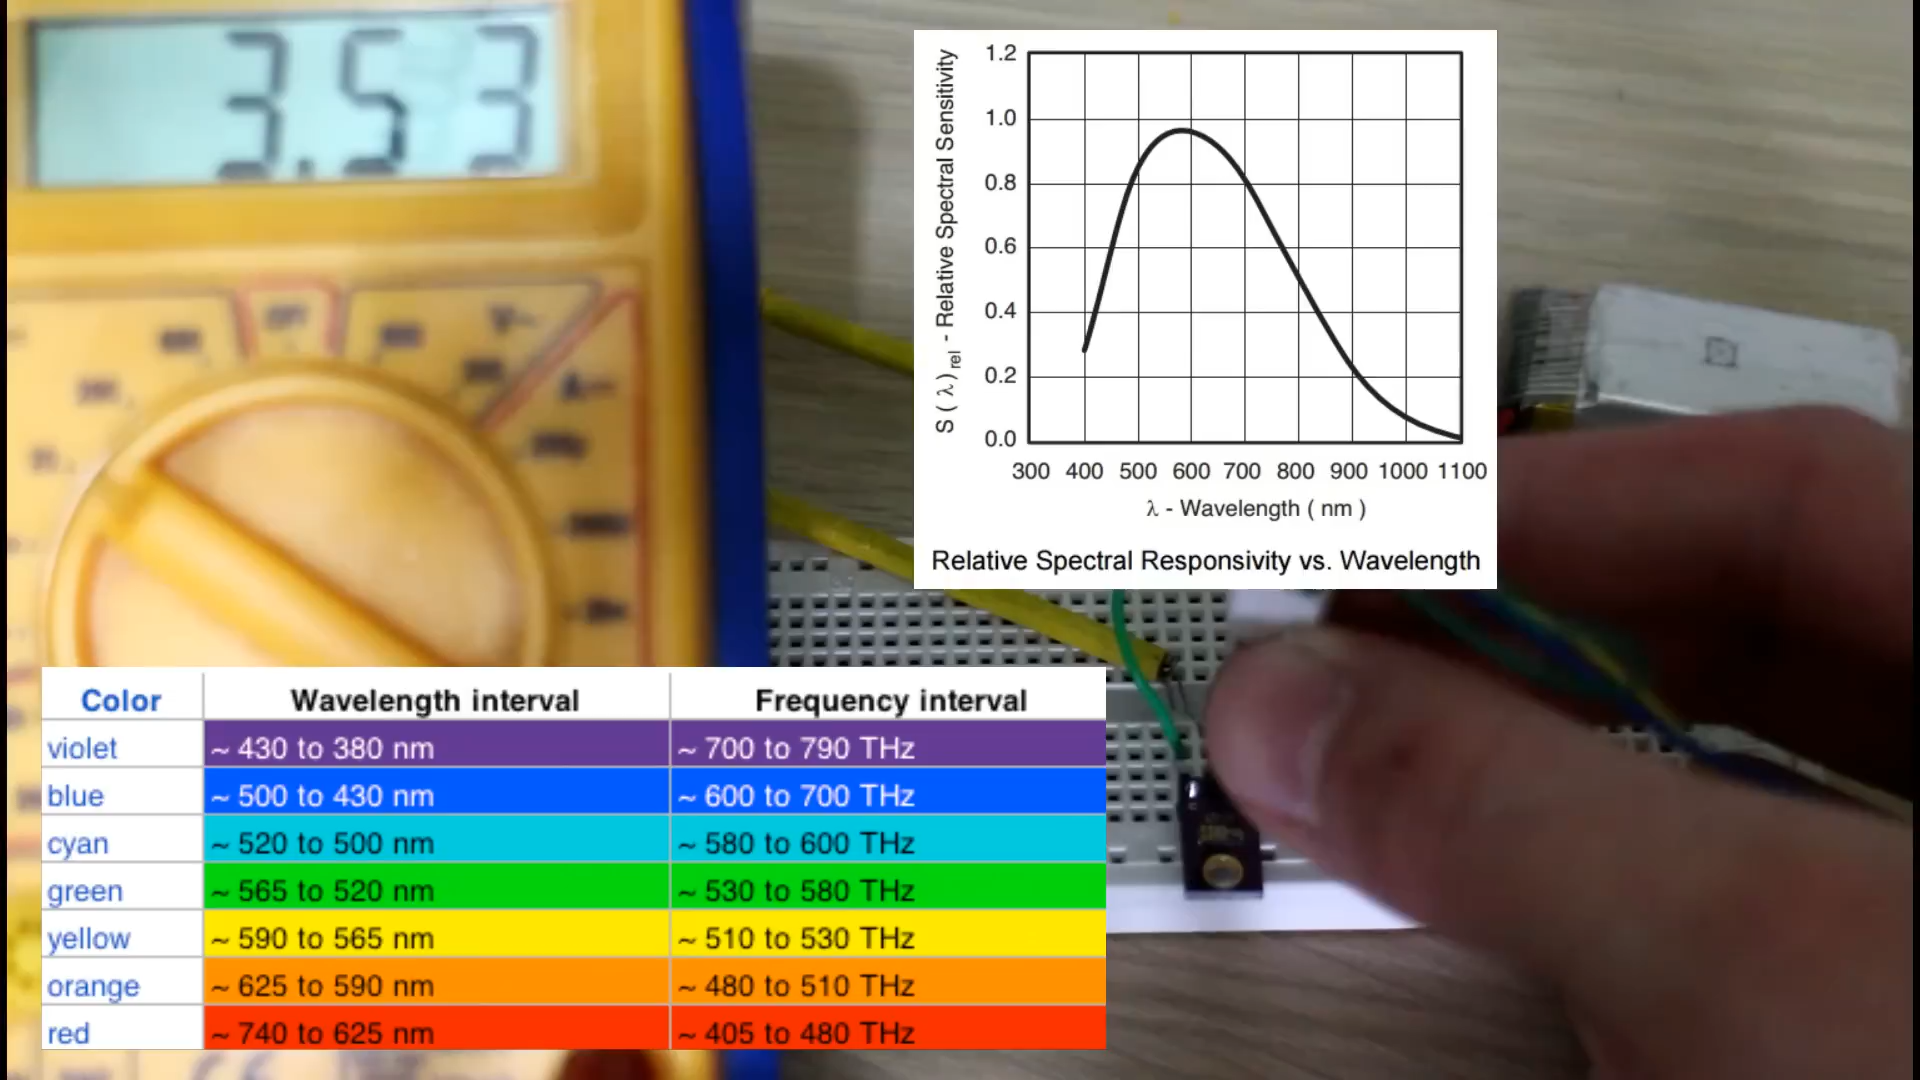 3.53
1.2
1.0
0.8
0.6
0.4
0.2
0.0
S ( λ ) rel - Relative Spectral Sensitivity
300 400 500 600 700 800 900 1000 1100
λ - Wavelength ( nm )
Relative Spectral Responsivity vs. Wavelength
Color Wavelength interval Frequency interval
violet ~ 430 to 380 nm ~ 700 to 790 THz
blue ~ 500 to 430 nm ~ 600 to 700 THz
cyan ~ 520 to 500 nm ~ 580 to 600 THz
green ~ 565 to 520 nm ~ 530 to 580 THz
yellow ~ 590 to 565 nm ~ 510 to 530 THz
orange ~ 625 to 590 nm ~ 480 to 510 THz
red ~ 740 to 625 nm ~ 405 to 480 THz